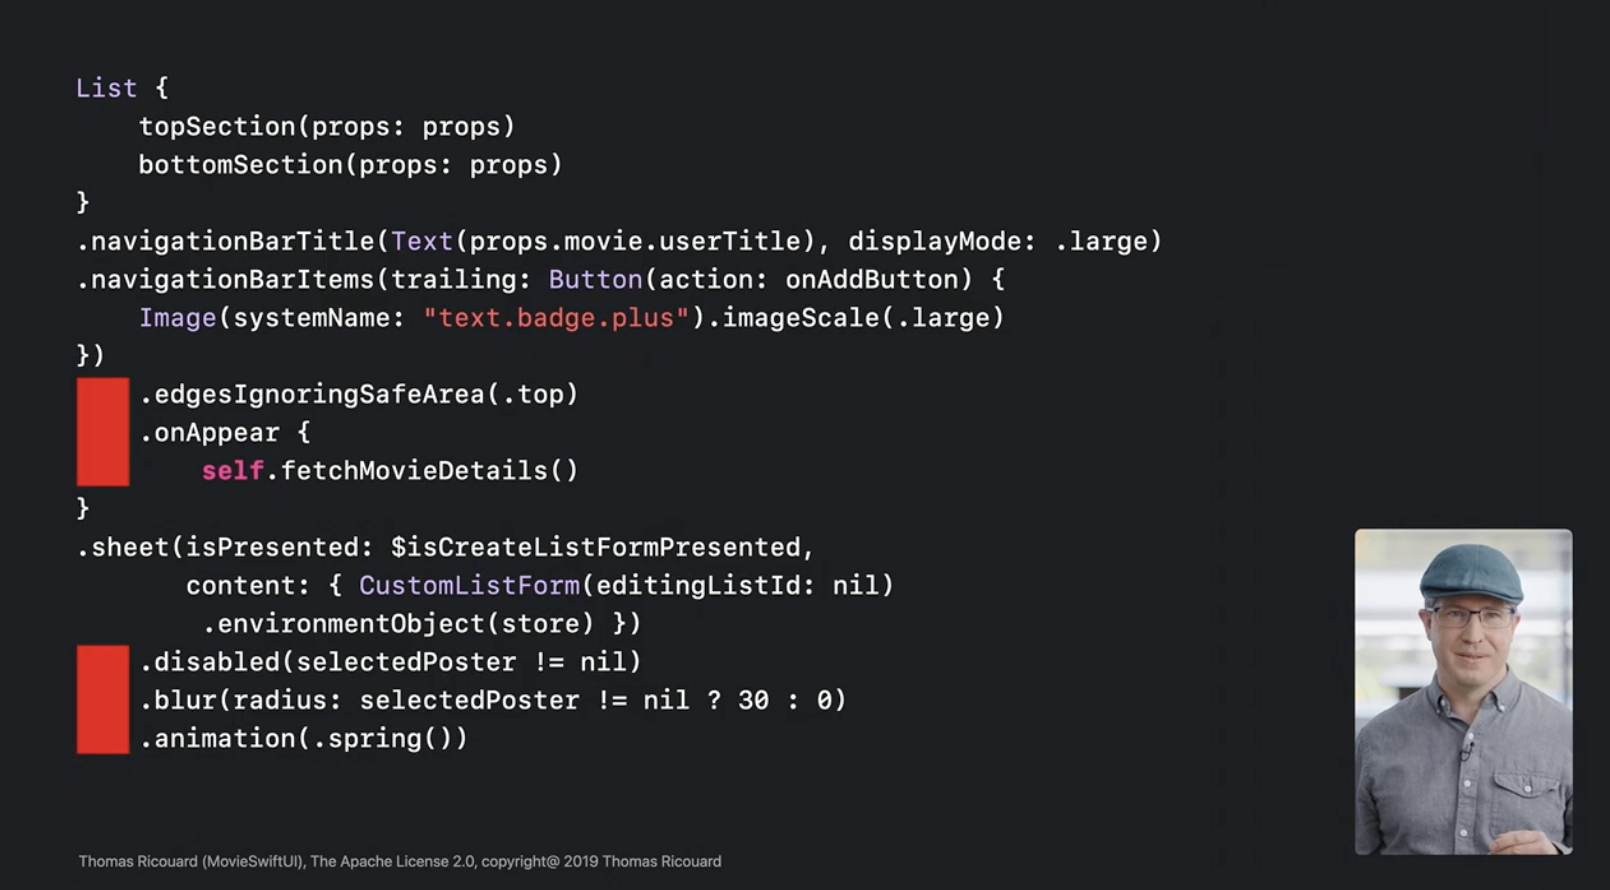 List {
topSection(props: props)
bottomSection(props: props)
}
.navigationBarTitle(Text(props.movie.userTitle), displayMode: .large)
.navigationBarItems(trailing: Button(action: onAddButton) {
Image(systemName: "text.badge.plus").imageScale(.large)
})
.edgesIgnoringSafeArea(.top)
.onAppear {
self.fetchMovieDetails()
}
.sheet(isPresented: $isCreateListFormPresented,
content: { CustomListForm(editingListId: nil)
.environmentObject(store) })
.disabled(selectedPoster != nil)
.blur(radius: selectedPoster != nil ? 30 : 0)
.animation(.spring())
Thomas Ricouard (MovieSwiftUI), The Apache License 2.0, copyright@ 2019 Thomas Ricouard